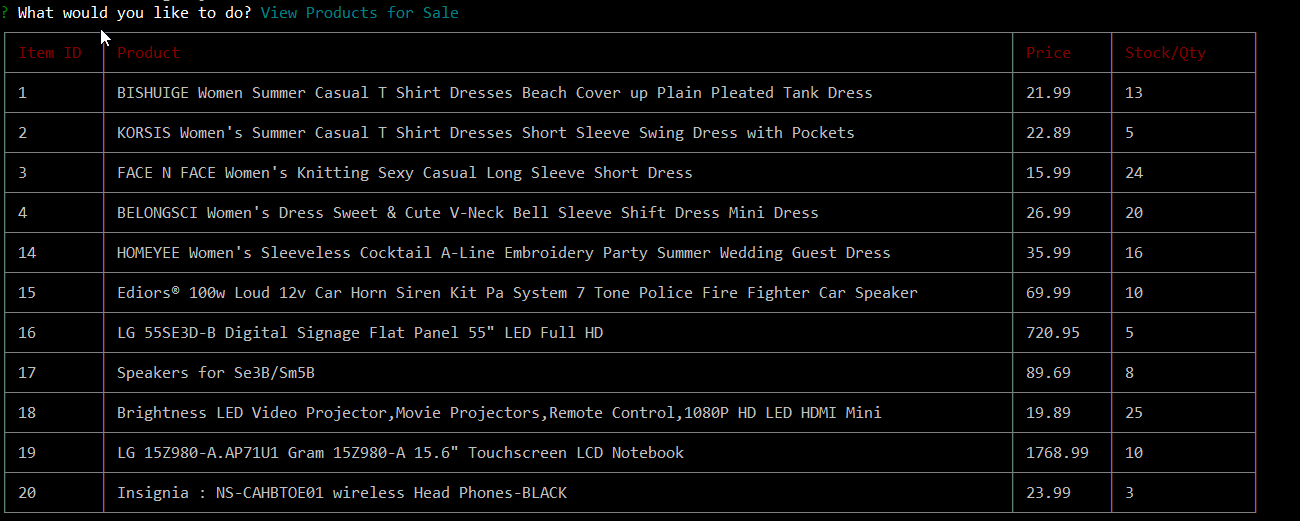 ? What would you like to do? View Products for Sale
Item ID Product Price Stock/Qty
1 BISHUIGE Women Summer Casual T Shirt Dresses Beach Cover up Plain Pleated Tank Dress 21.99 13
2 KORSIS Women's Summer Casual T Shirt Dresses Short Sleeve Swing Dress with Pockets 22.89 5
3 FACE N FACE Women's Knitting Sexy Casual Long Sleeve Short Dress 15.99 24
4 BELONGSCI Women's Dress Sweet & Cute V-Neck Bell Sleeve Shift Dress Mini Dress 26.99 20
14 HOMEYEE Women's Sleeveless Cocktail A-Line Embroidery Party Summer Wedding Guest Dress 35.99 16
15 Ediors® 100w Loud 12v Car Horn Siren Kit Pa System 7 Tone Police Fire Fighter Car Speaker 69.99 10
16 LG 55SE3D-B Digital Signage Flat Panel 55" LED Full HD 720.95 5
17 Speakers for Se3B/Sm5B 89.69 8
18 Brightness LED Video Projector,Movie Projectors,Remote Control,1080P HD LED HDMI Mini 19.89 25
19 LG 15Z980-A.AP71U1 Gram 15Z980-A 15.6" Touchscreen LCD Notebook 1768.99 10
20 Insignia : NS-CAHBTOE01 wireless Head Phones-BLACK 23.99 3